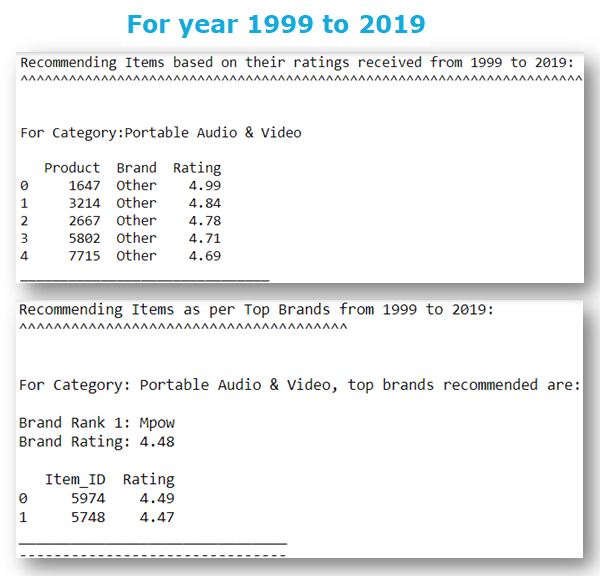 For year 1999 to 2019
Recommending Items based on their ratings received from 1999 to 2019:
^^^^^^^^^^^^^^^^^^^^^^^^^^^^^^^^^^^^^^^^^^^^^^^^^^^^^^^^^^^^^^^^^^^^^
For Category:Portable Audio & Video
Product Brand Rating
0 1647 Other 4.99
1 3214 Other 4.84
2 2667 Other 4.78
3 5802 Other 4.71
4 7715 Other 4.69
_______________________________
Recommending Items as per Top Brands from 1999 to 2019:
^^^^^^^^^^^^^^^^^^^^^^^^^^^^^^^^^^^^^^
For Category: Portable Audio & Video, top brands recommended are:
Brand Rank 1: Mpow
Brand Rating: 4.48
Item_ID Rating
0 5974 4.49
1 5748 4.47
_______________________________
-------------------------------